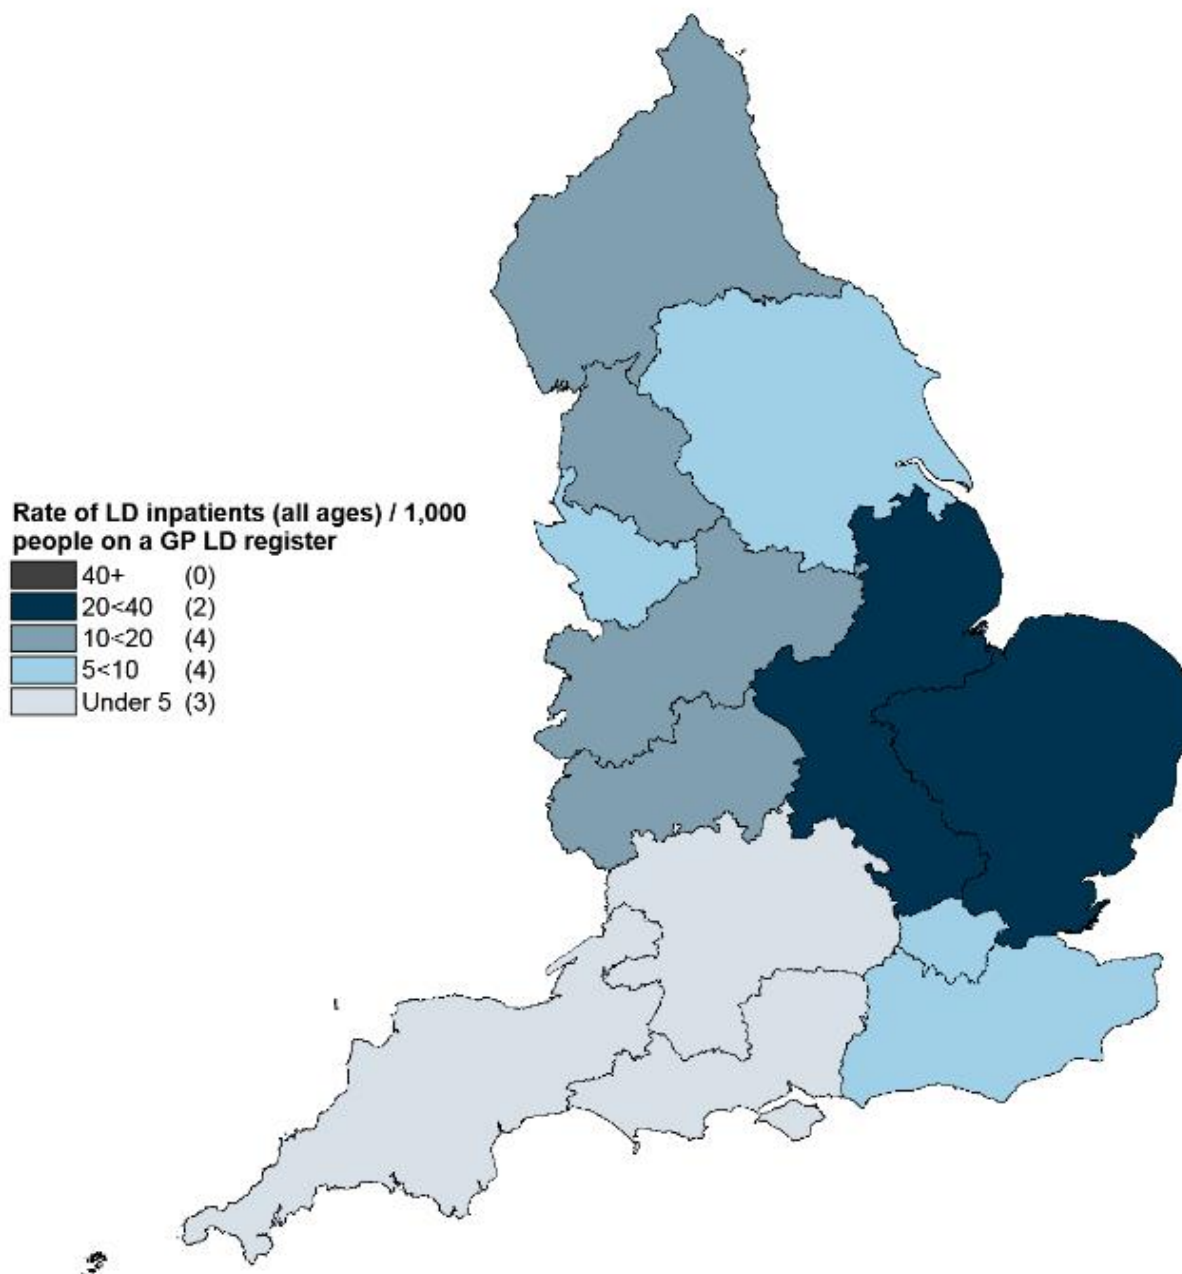 Rate of LD inpatients (all ages) / 1,000
people on a GP LD register
40+ (0)
20<40 (2)
10<20 (4)
5<10 (4)
Under 5 (3)